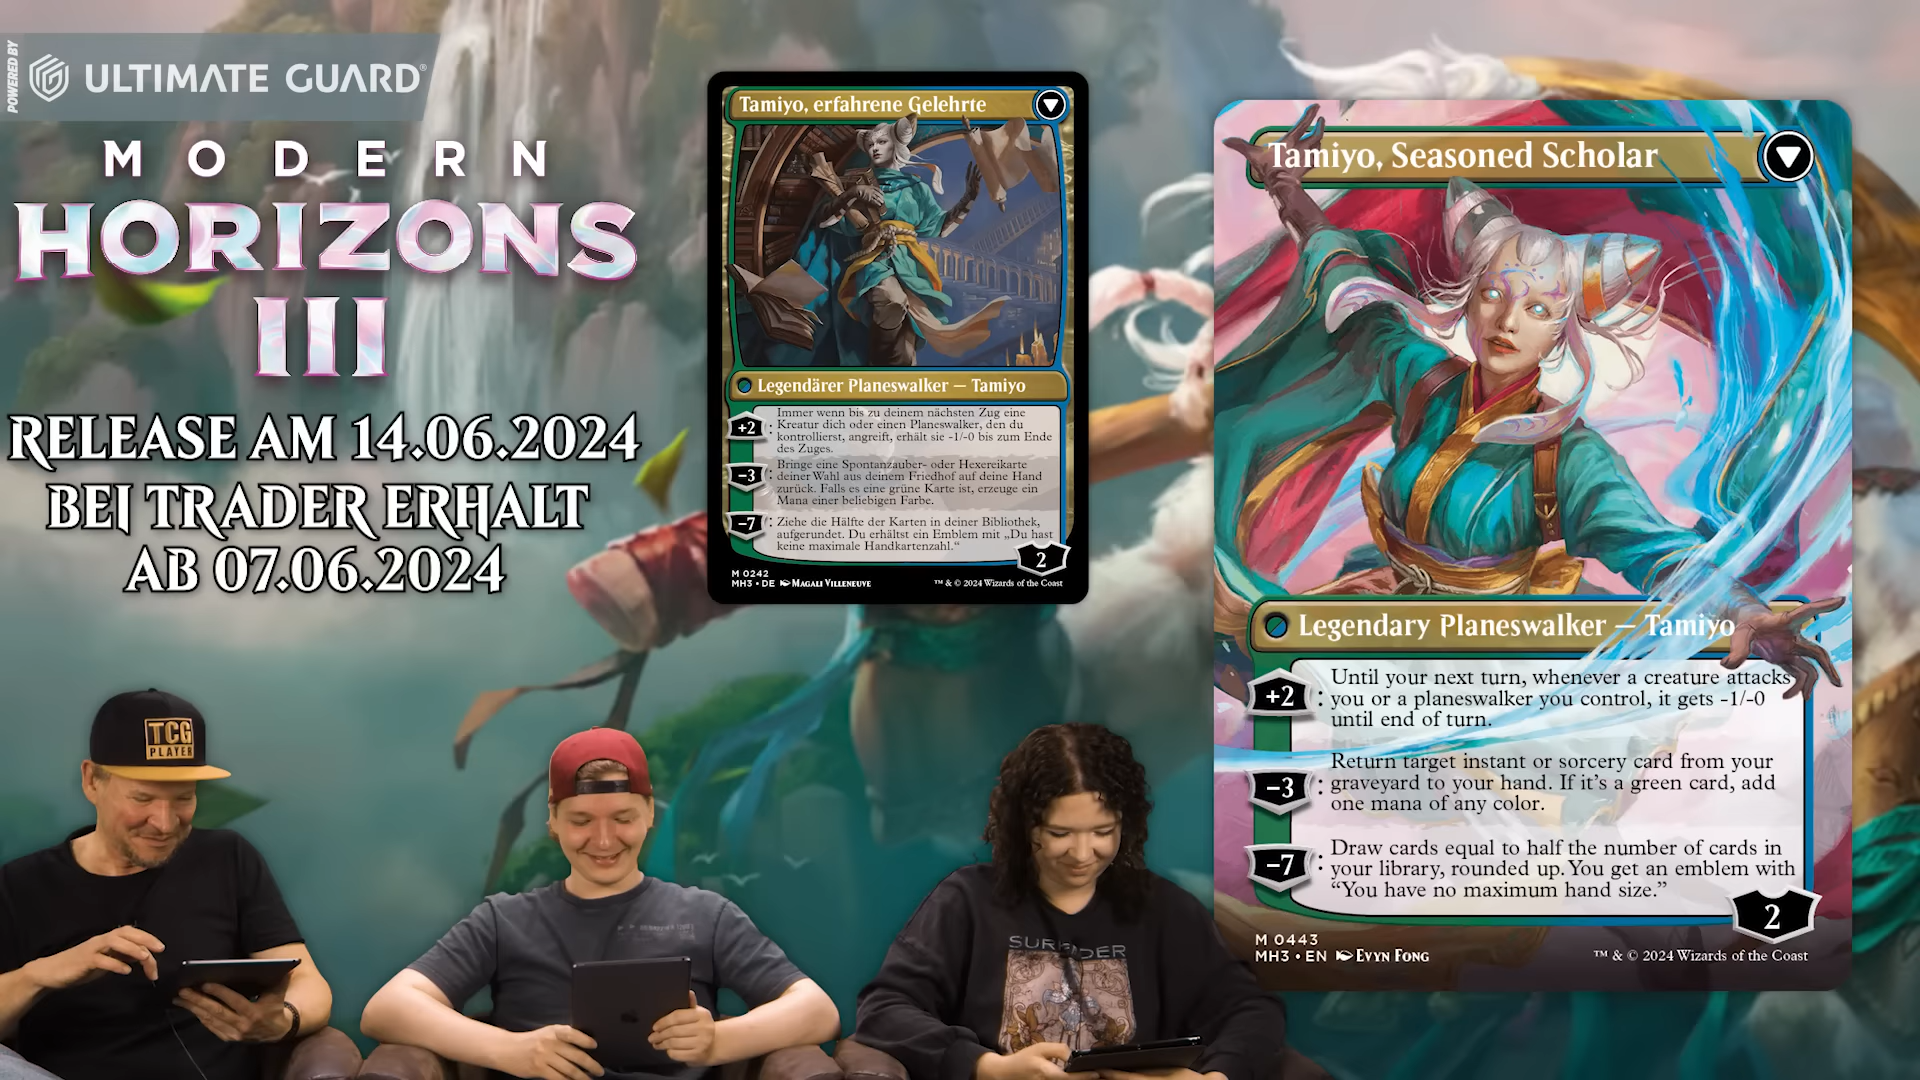 POWERED BY
ULTIMATE GUARD®
MODERN
HORIZONS
III
RELEASE AM 14.06.2024
BEI TRADER ERHALT
AB 07.06.2024
Tamiyo, erfahrene Gelehrte
Legendärer Planeswalker — Tamiyo
+2: Immer wenn bis zu deinem nächsten Zug eine
Kreatur dich oder einen Planeswalker, den du
kontrollierst, angreift, erhält sie -1/-0 bis zum Ende
des Zuges.
−3: Bringe eine Spontanzauber- oder Hexereikarte
deiner Wahl aus deinem Friedhof auf deine Hand
zurück. Falls es eine grüne Karte ist, erzeuge ein
Mana einer beliebigen Farbe.
−7: Ziehe die Hälfte der Karten in deiner Bibliothek,
aufgerundet. Du erhältst ein Emblem mit „Du hast
keine maximale Handkartenzahl.“
2
M 0242
MH3 • DE MAGALI VILLENEUVE
™ & © 2024 Wizards of the Coast
Tamiyo, Seasoned Scholar
Legendary Planeswalker — Tamiyo
+2: Until your next turn, whenever a creature attacks
you or a planeswalker you control, it gets -1/-0
until end of turn.
−3: Return target instant or sorcery card from your
graveyard to your hand. If it’s a green card, add
one mana of any color.
−7: Draw cards equal to half the number of cards in
your library, rounded up. You get an emblem with
“You have no maximum hand size.”
2
M 0443
MH3 • EN EVYN FONG
™ & © 2024 Wizards of the Coast
TCG
PLAYER